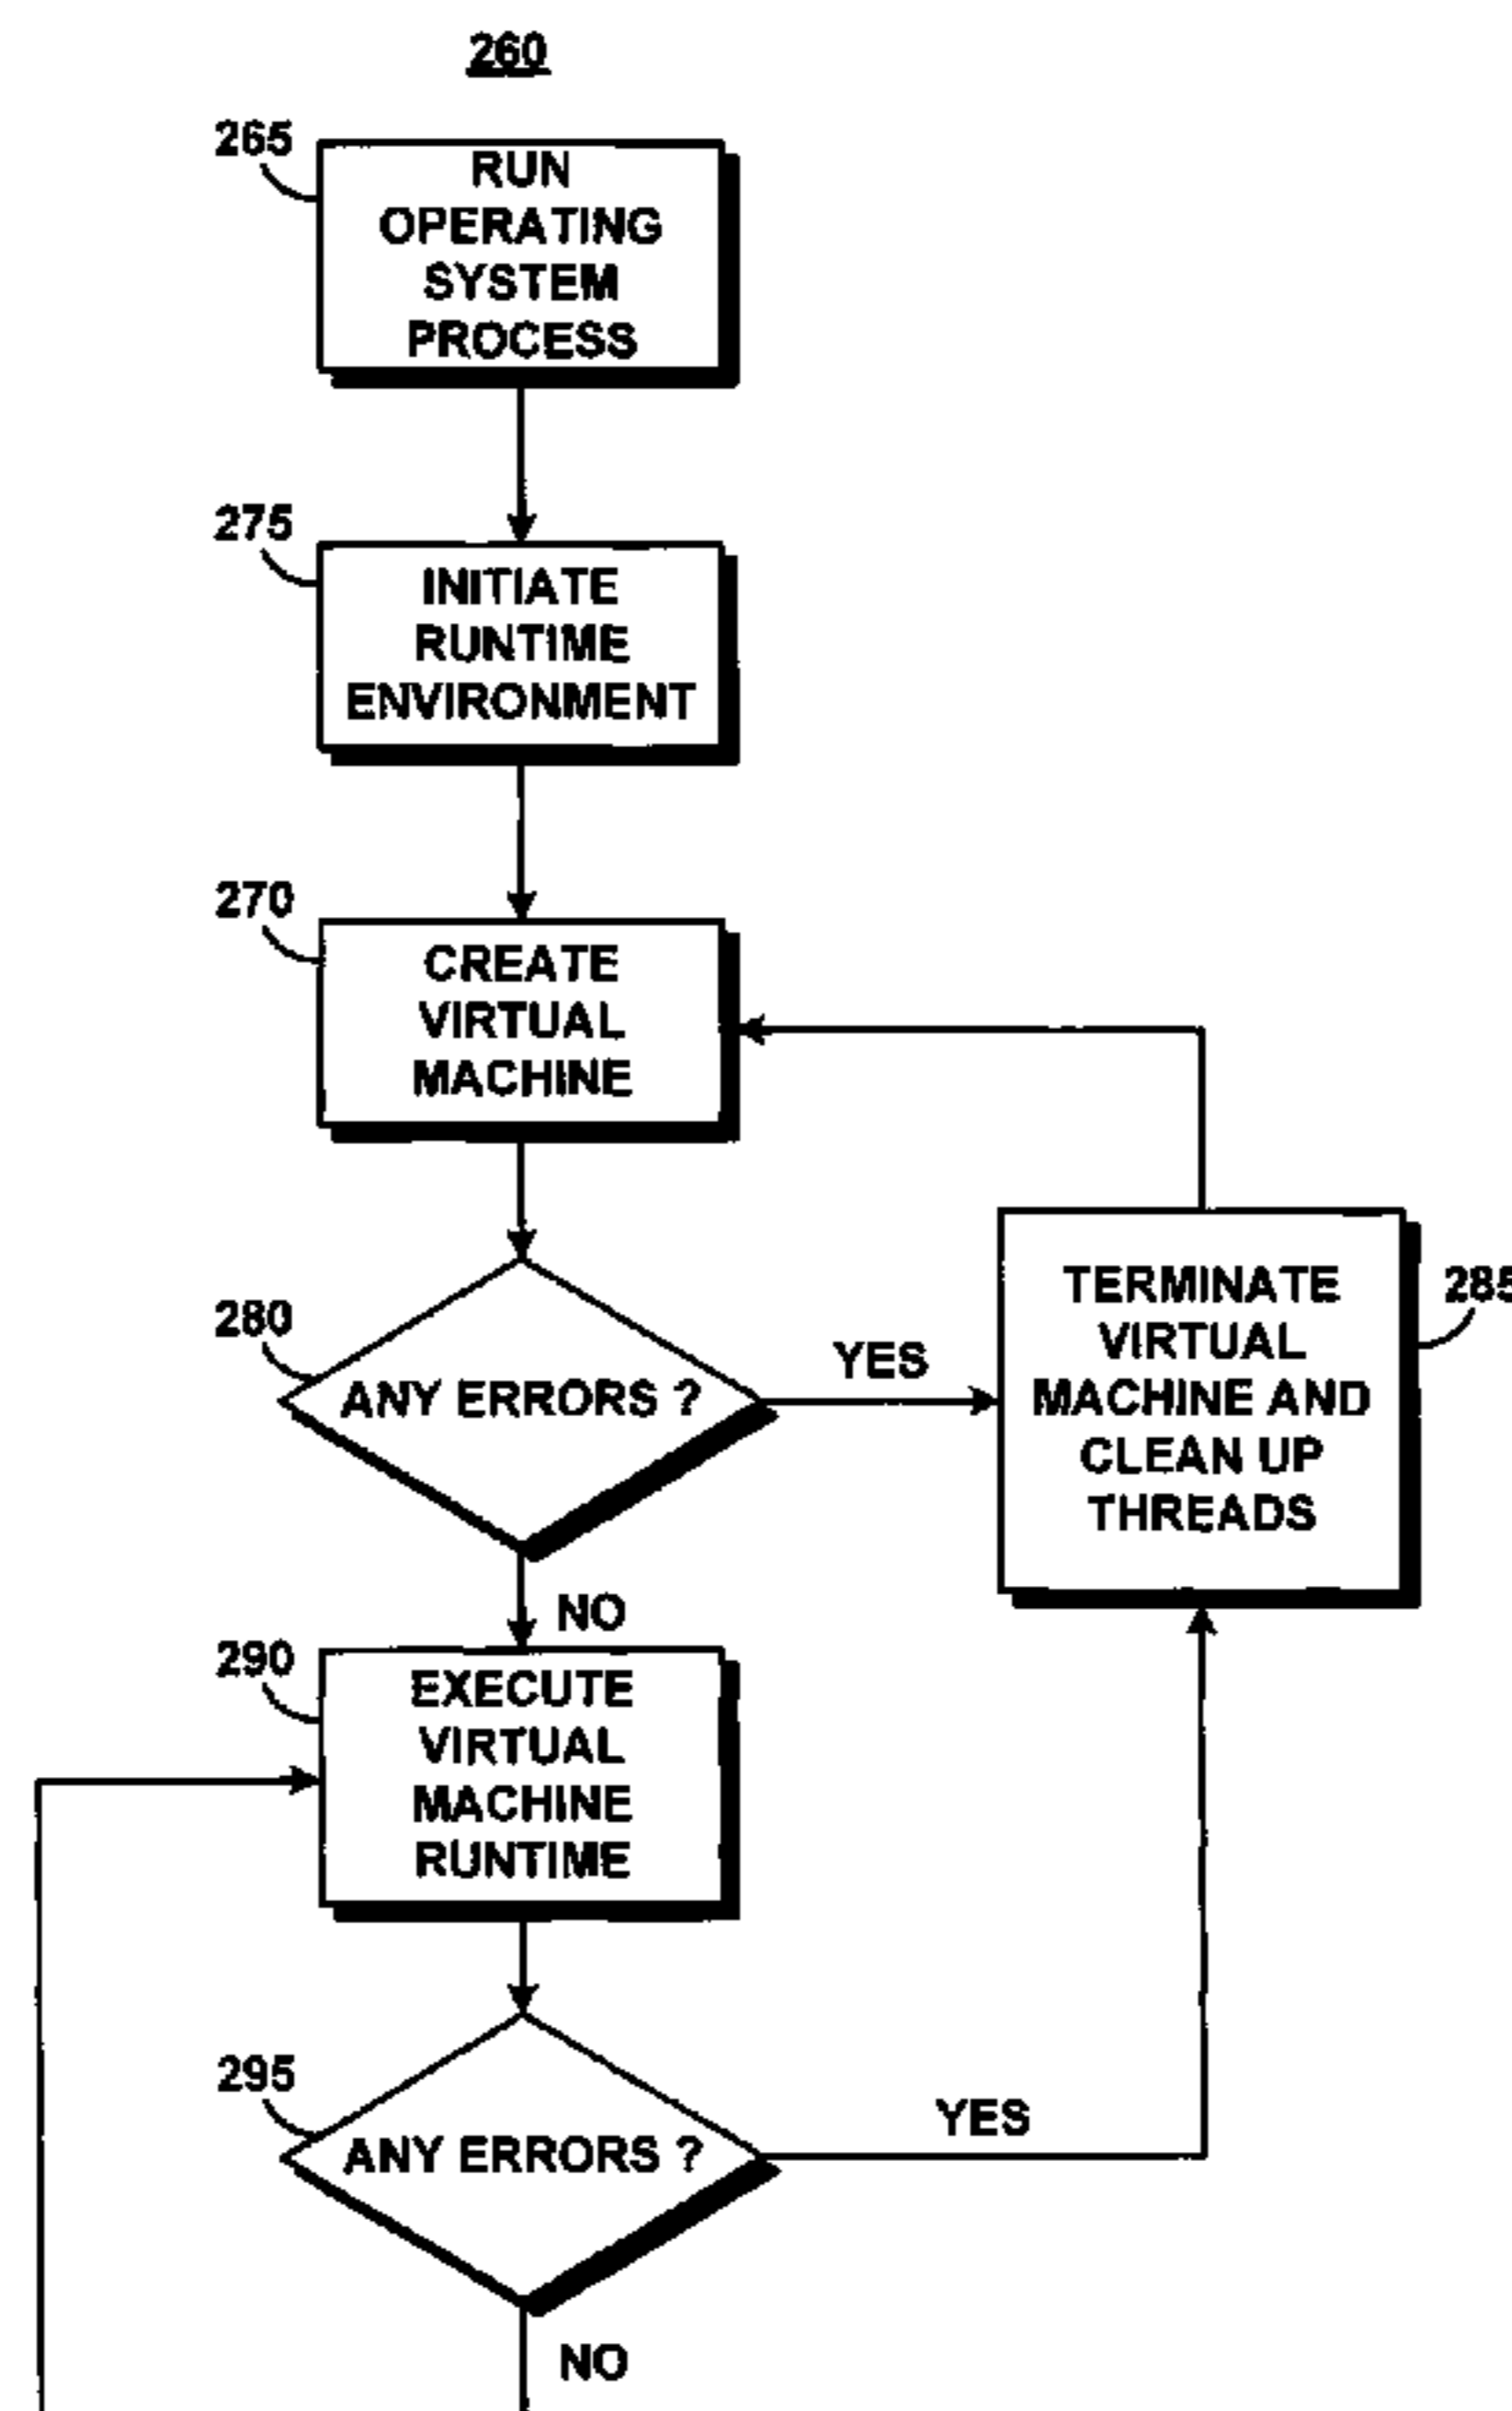 260
265
RUN
OPERATING
SYSTEM
PROCESS
275
INITIATE
RUNTIME
ENVIRONMENT
270
CREATE
VIRTUAL
MACHINE
280
ANY ERRORS ?
YES
TERMINATE
VIRTUAL
MACHINE AND
CLEAN UP
THREADS
285
NO
290
EXECUTE
VIRTUAL
MACHINE
RUNTIME
295
ANY ERRORS ?
YES
NO